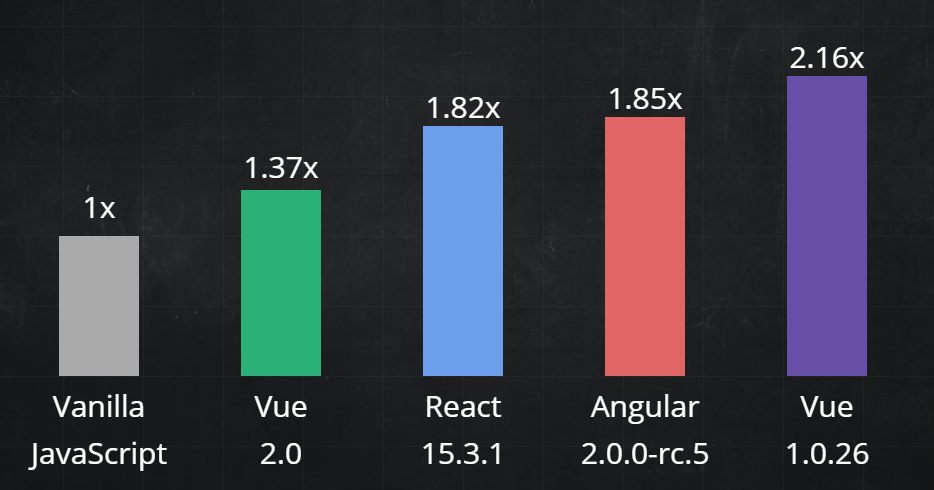 2.16x
1.85x
1.82x
1.37x
1x
Vanilla JavaScript
Vue 2.0
React 15.3.1
Angular 2.0.0-rc.5
Vue 1.0.26